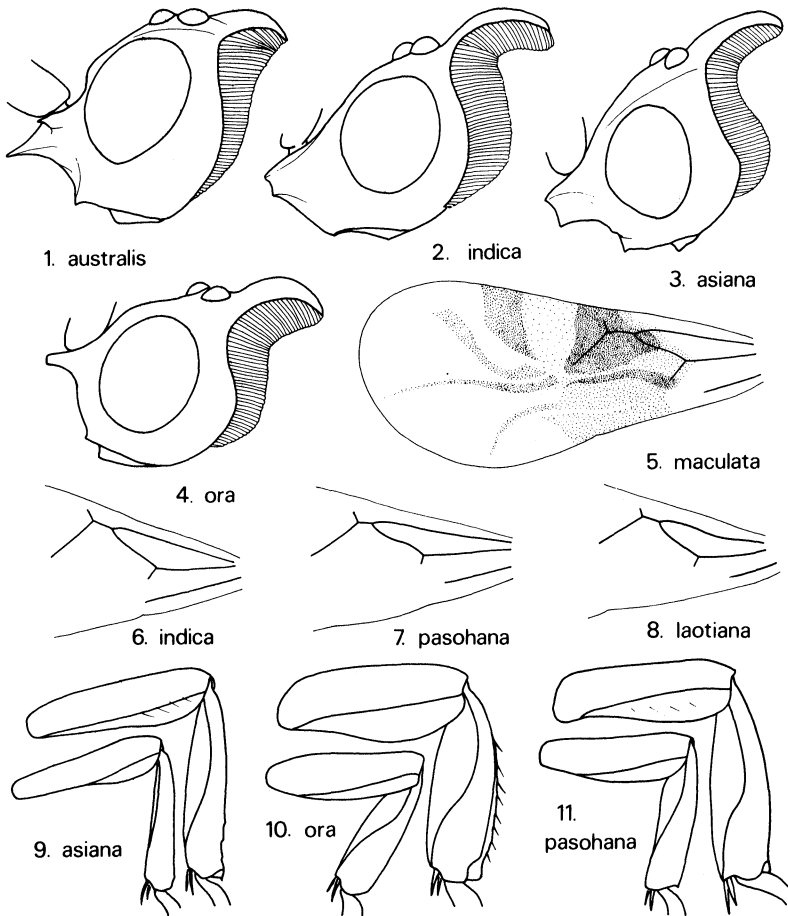 1. australis
2. indica
3. asiana
4. ora
5. maculata
6. indica
7. pasohana
8. laotiana
9. asiana
10. ora
11.
pasohana